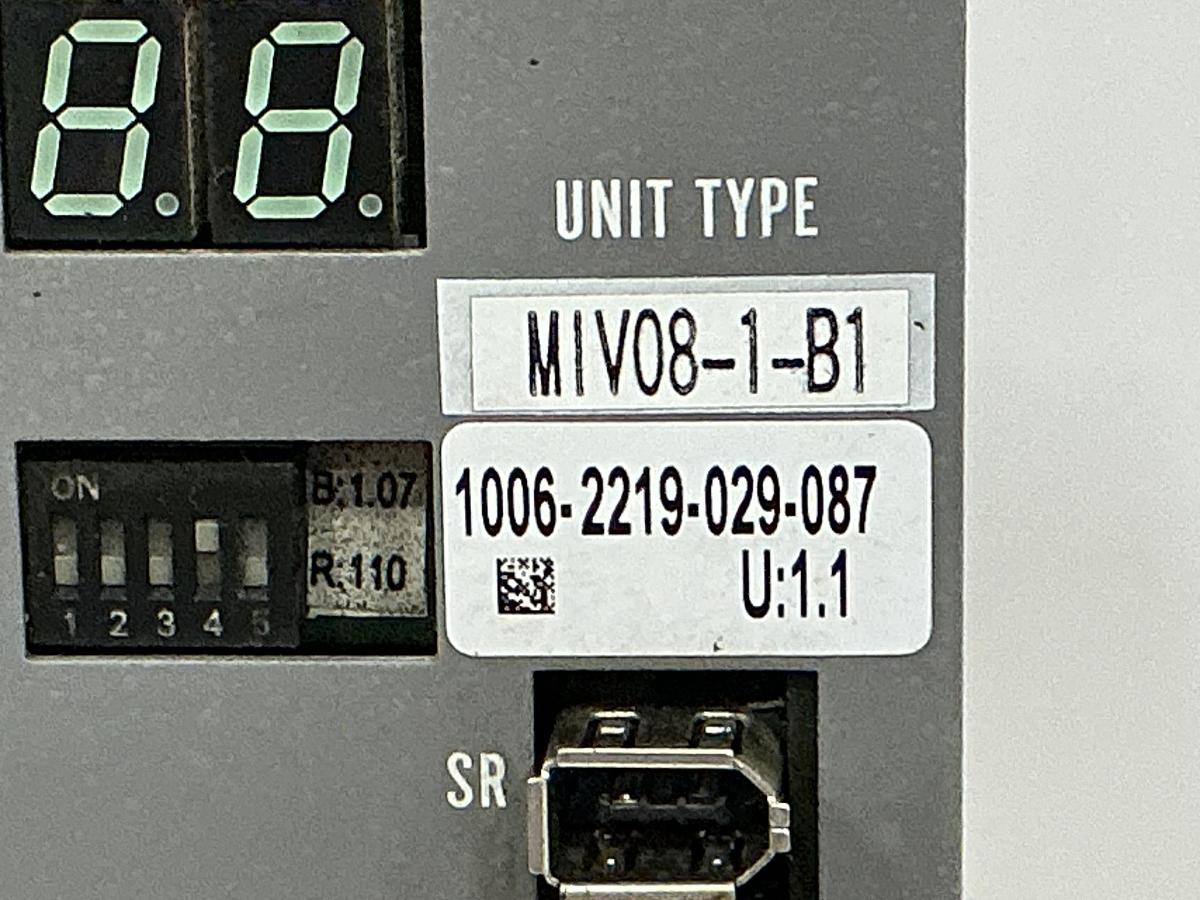 UNIT TYPE
MIV08-1-B1
ON
B:1.07
R:110
1 2 3 4 5
1006-2219-029-087
U:1.1
SR